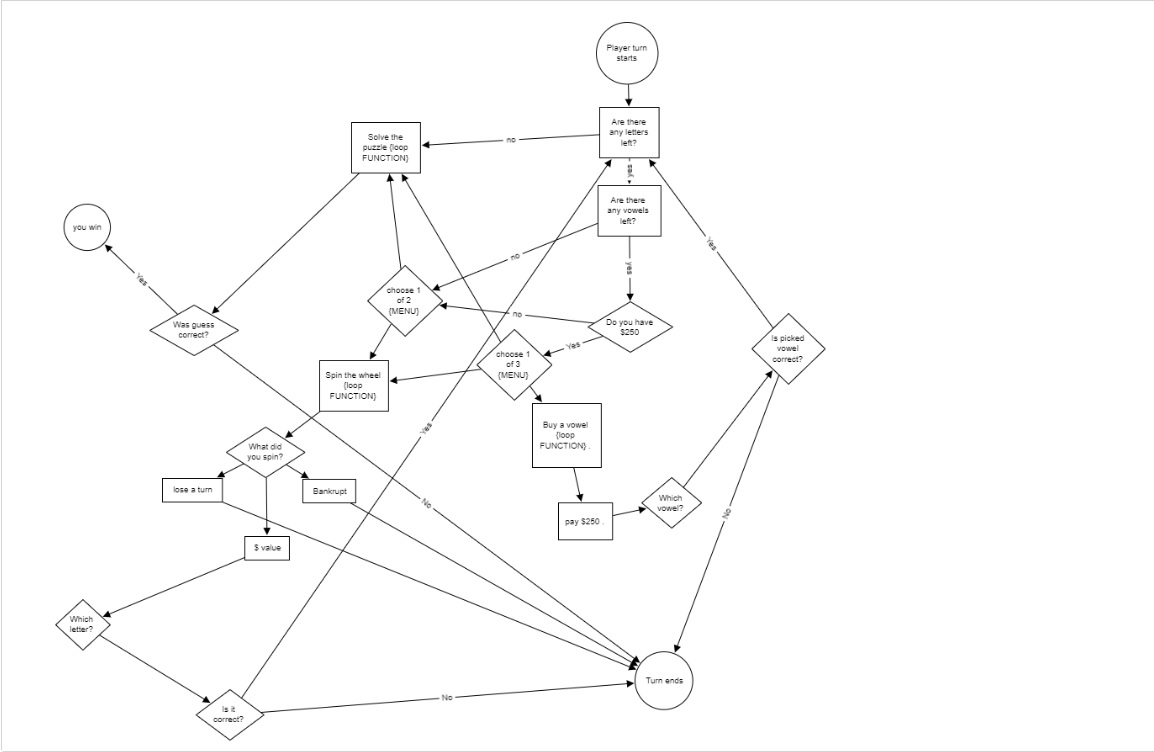 Player turn
starts
Are there
any letters
left?
no
Solve the
puzzle {loop
FUNCTION}
yes
Are there
any vowels
left?
you win
Yes
no
yes
Yes
choose 1
of 2
{MENU}
no
Do you have
$250
Was guess
correct?
Yes
Is picked
vowel
correct?
choose 1
of 3
{MENU}
Spin the wheel
{loop
FUNCTION}
Yes
Buy a vowel
{loop
FUNCTION} .
What did
you spin?
lose a turn
Bankrupt
No
Which
vowel?
pay $250 .
No
$ value
Which
letter?
Turn ends
No
Is it
correct?